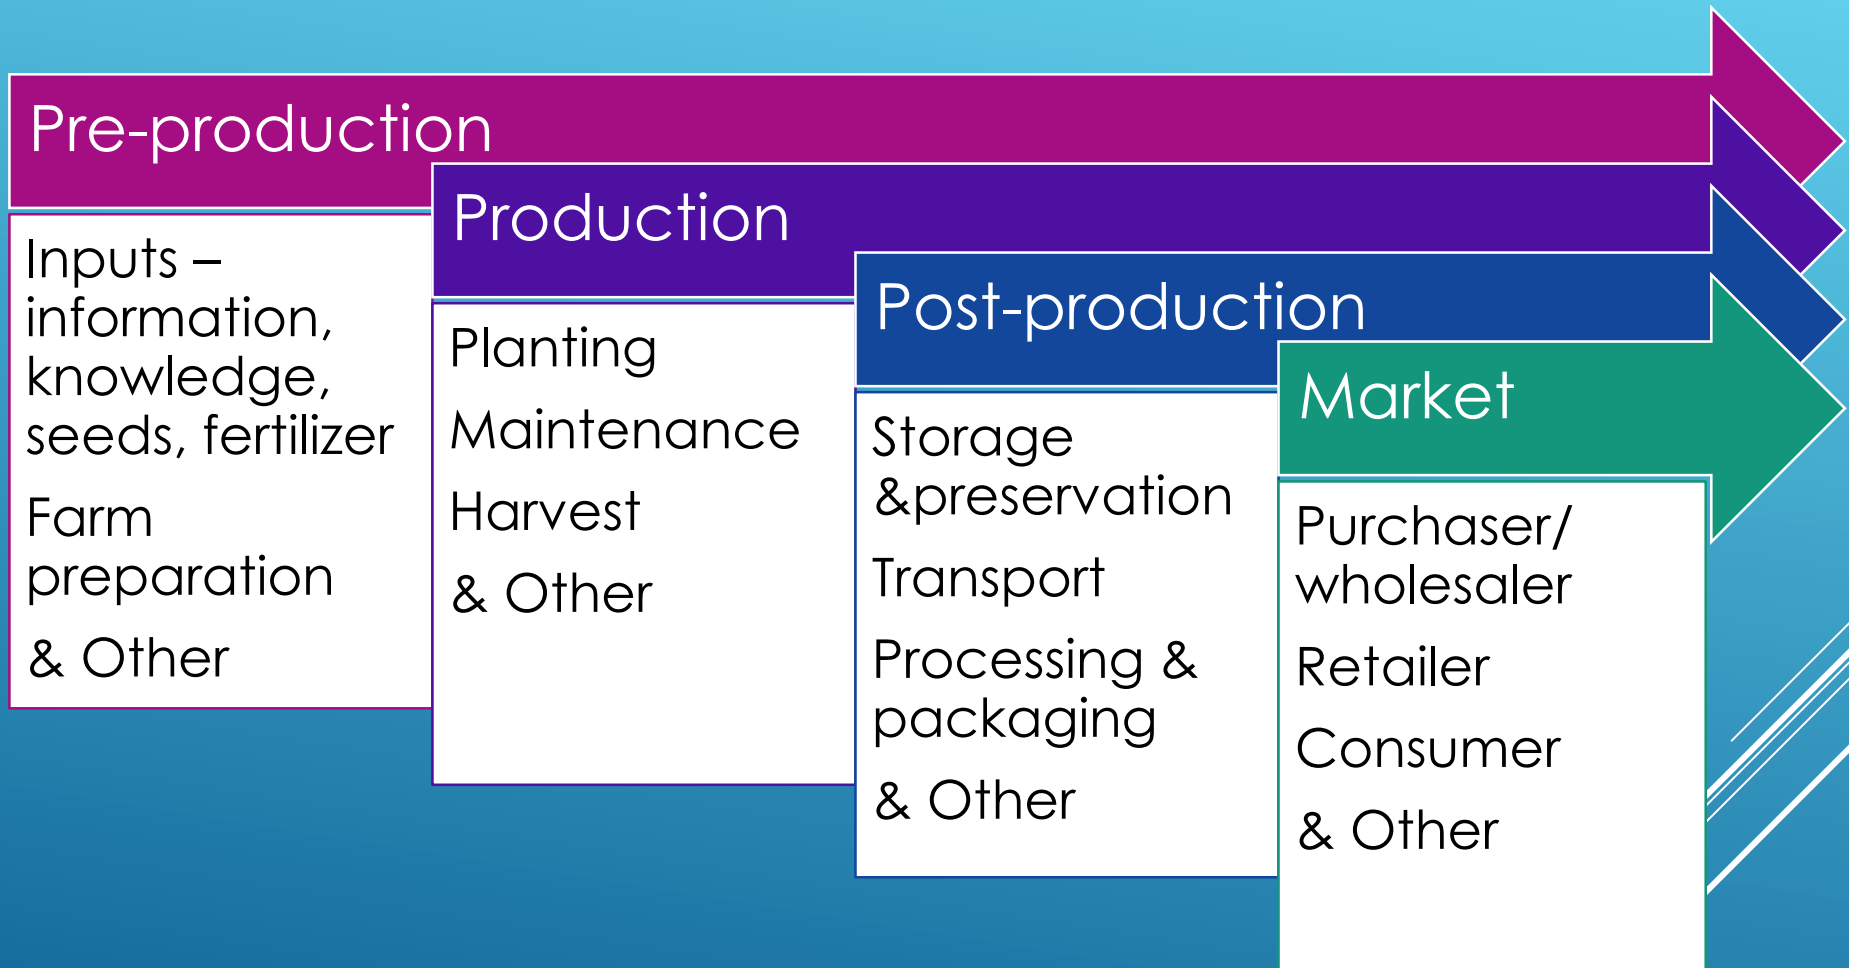 Pre-production
Inputs –
information,
knowledge,
seeds, fertilizer
Farm
preparation
& Other
Production
Planting
Maintenance
Harvest
& Other
Post-production
Storage
&preservation
Transport
Processing &
packaging
& Other
Market
Purchaser/
wholesaler
Retailer
Consumer
& Other